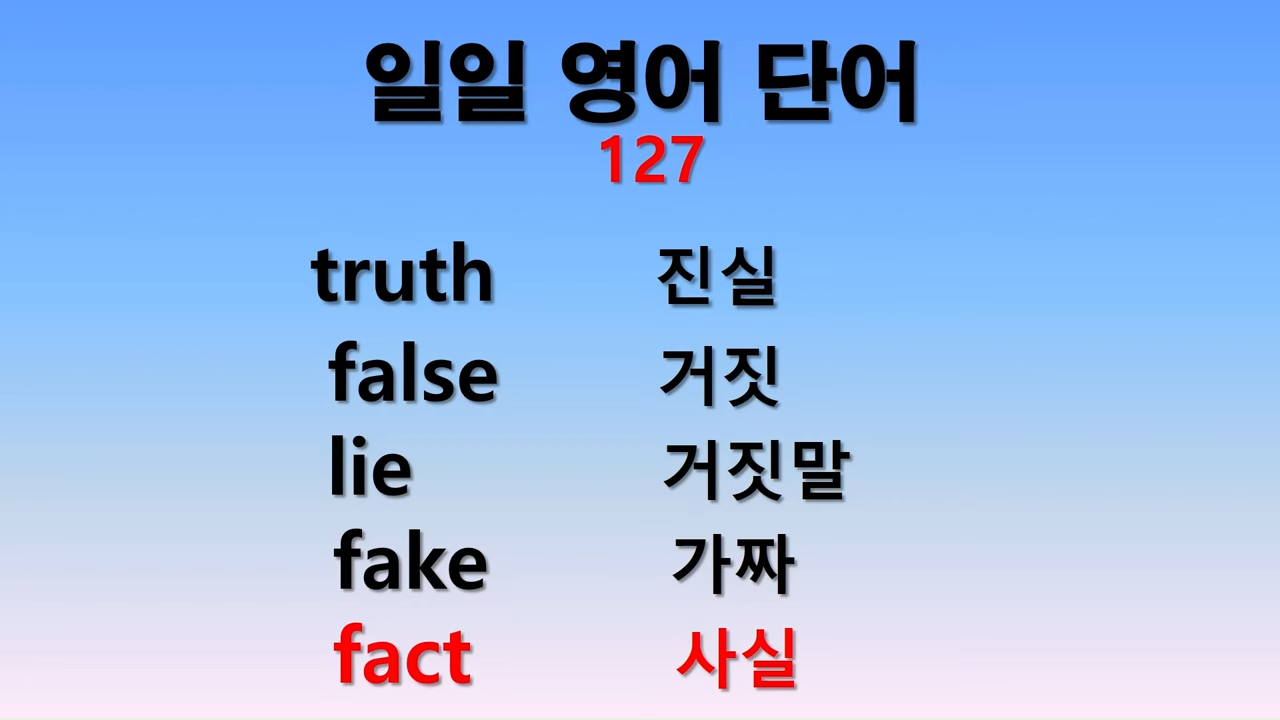 일일 영어 단어
127
truth 진실
false 거짓
lie 거짓말
fake 가짜
fact 사실